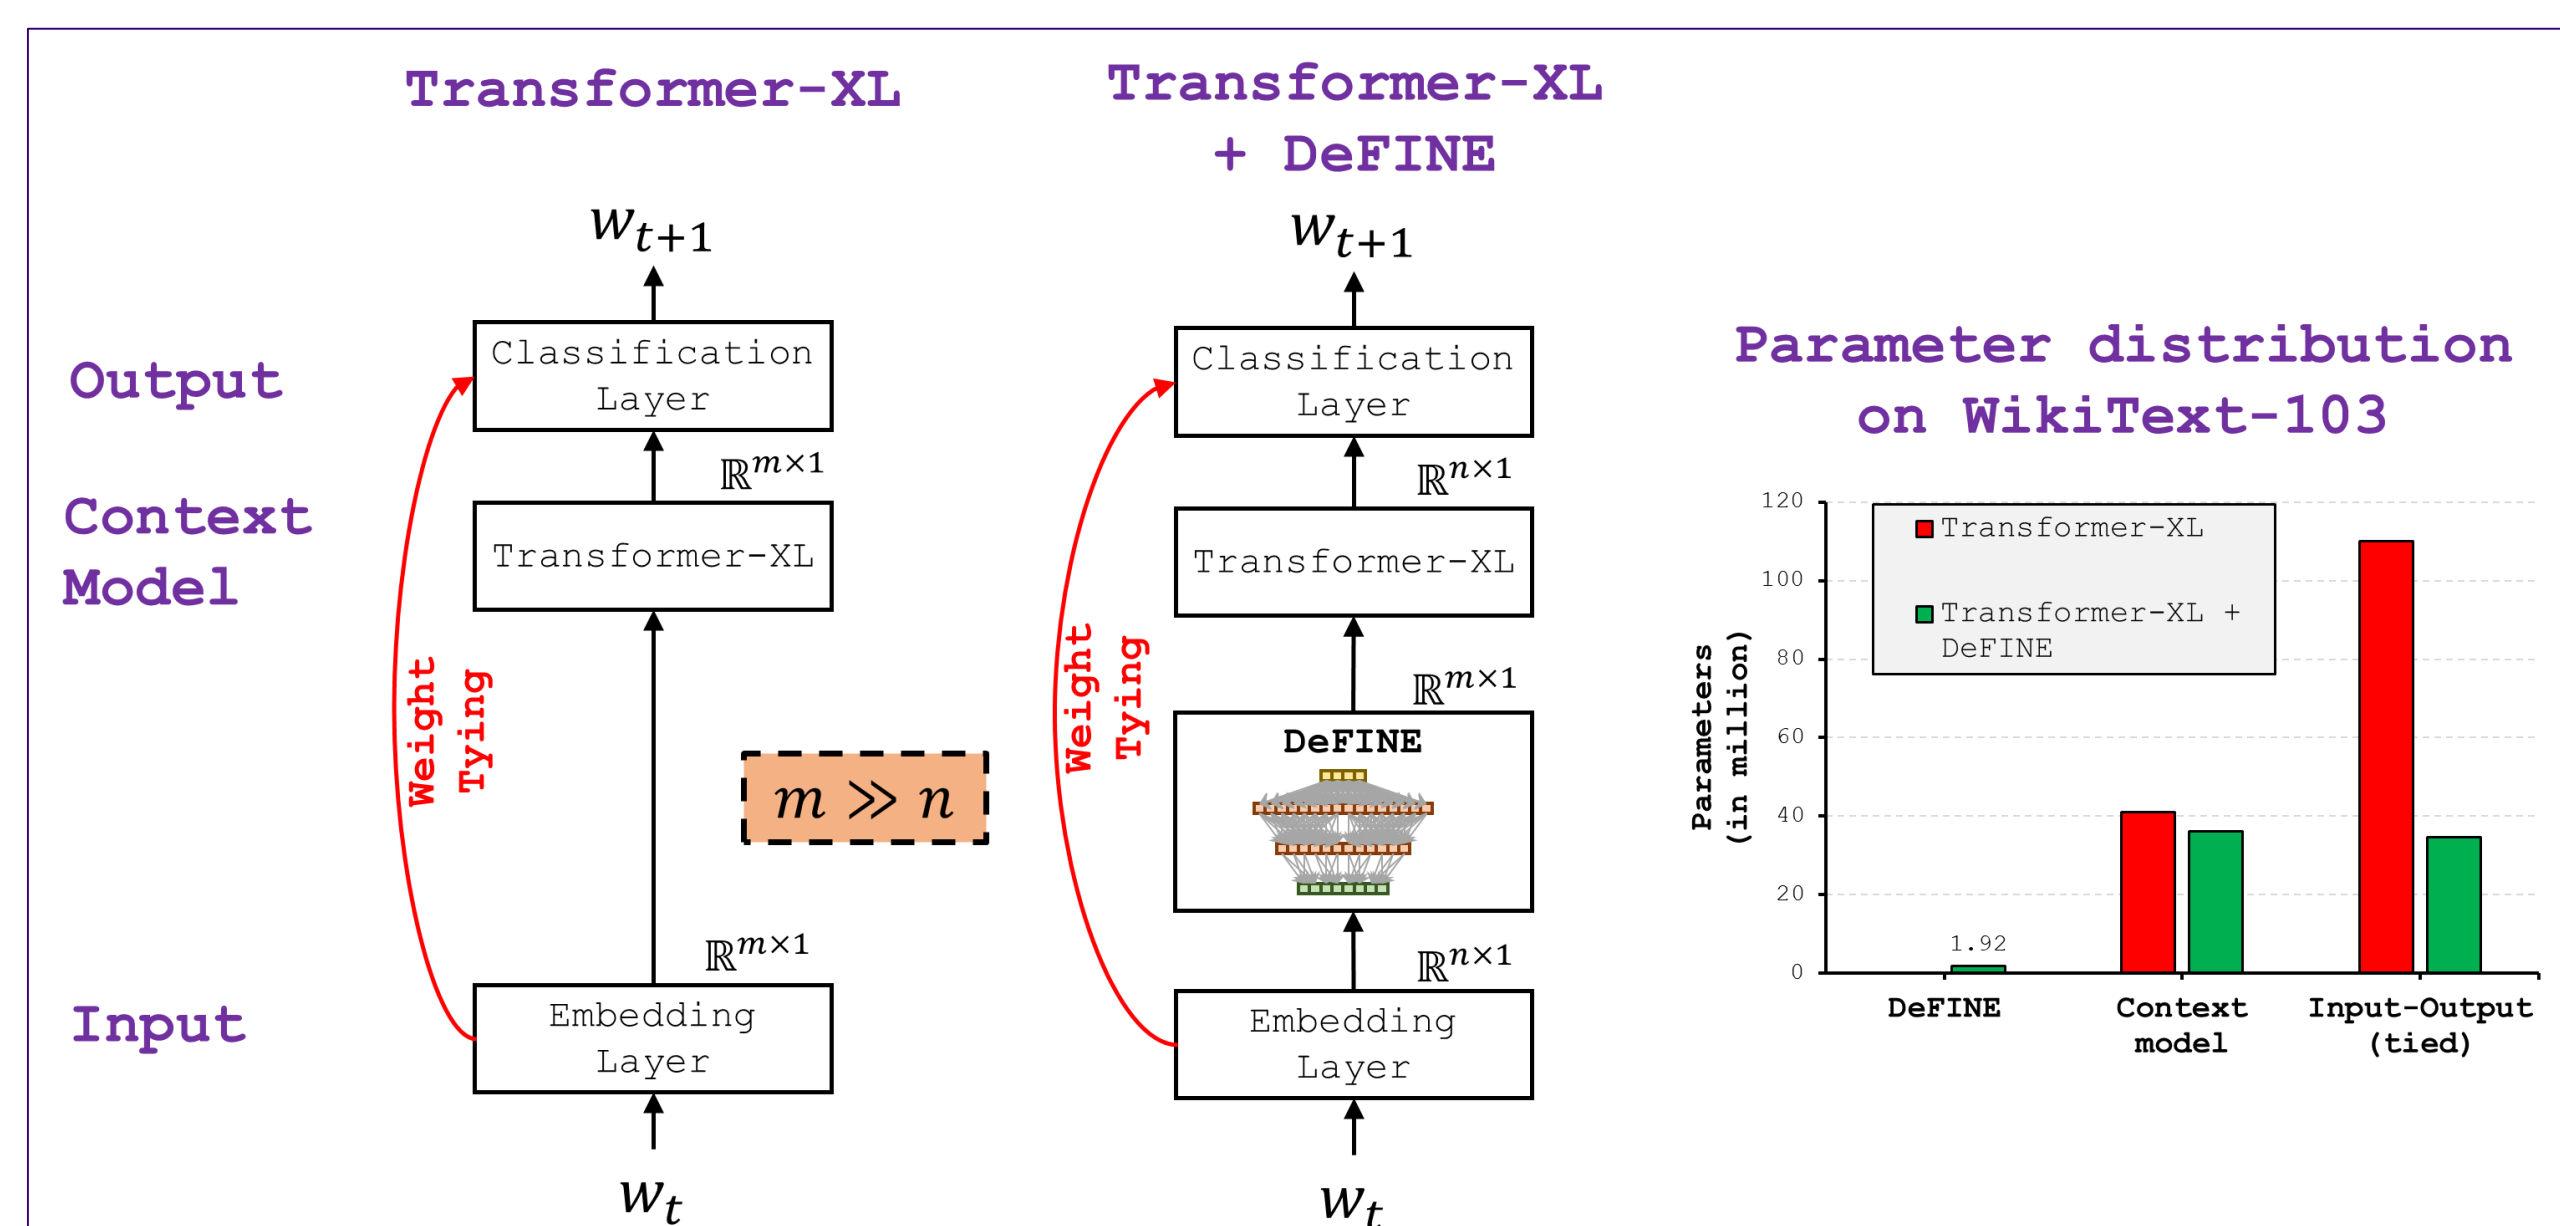 Transformer-XL
Transformer-XL
+ DeFINE
w_{t+1}
w_{t+1}
Output
Context
Model
Input
Classification
Layer
ℝ^{m×1}
Transformer-XL
Weight
Tying
ℝ^{m×1}
Embedding
Layer
w_t
m ≫ n
Classification
Layer
ℝ^{n×1}
Transformer-XL
Weight
Tying
ℝ^{m×1}
DeFINE
ℝ^{n×1}
Embedding
Layer
w_t
Parameter distribution
on WikiText-103
Parameters
(in million)
120
100
80
60
40
20
0
Transformer-XL
Transformer-XL +
DeFINE
1.92
DeFINE
Context
model
Input-Output
(tied)